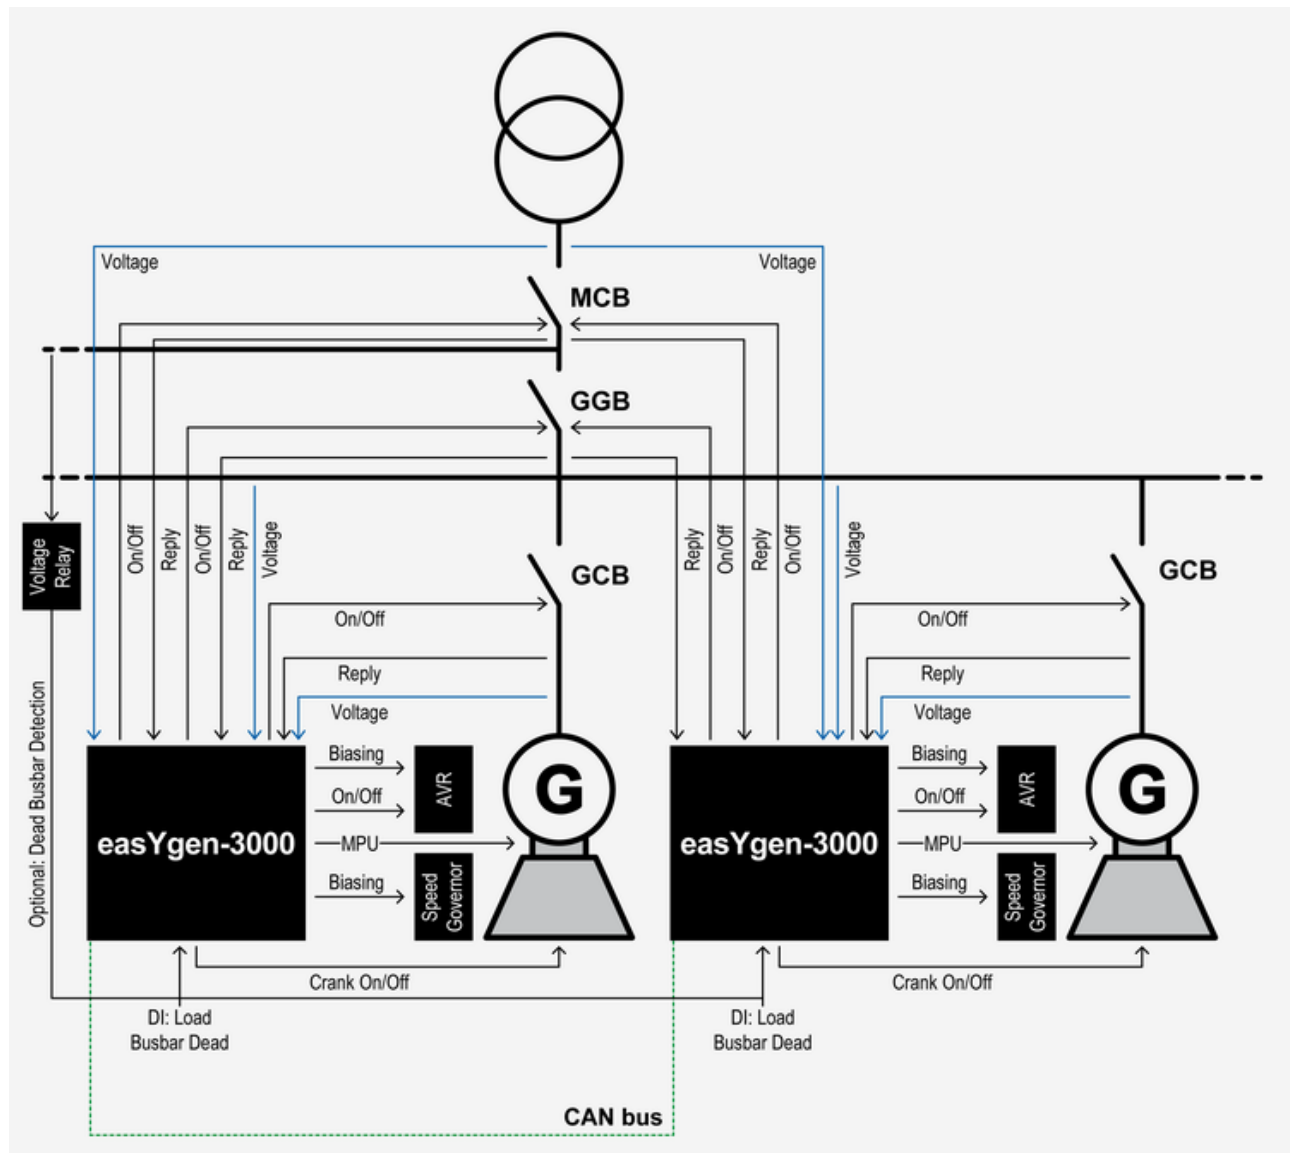 Voltage
Voltage
MCB
GGB
Voltage
Relay
On/Off
Reply
On/Off
Reply
Voltage
Reply
On/Off
Reply
On/Off
Voltage
GCB
GCB
On/Off
On/Off
Reply
Reply
Voltage
Voltage
Optional: Dead Busbar Detection
easYgen-3000
Biasing
On/Off
MPU
Biasing
AVR
Speed
Governor
G
easYgen-3000
Biasing
On/Off
MPU
Biasing
AVR
Speed
Governor
G
Crank On/Off
Crank On/Off
DI: Load
Busbar Dead
DI: Load
Busbar Dead
CAN bus